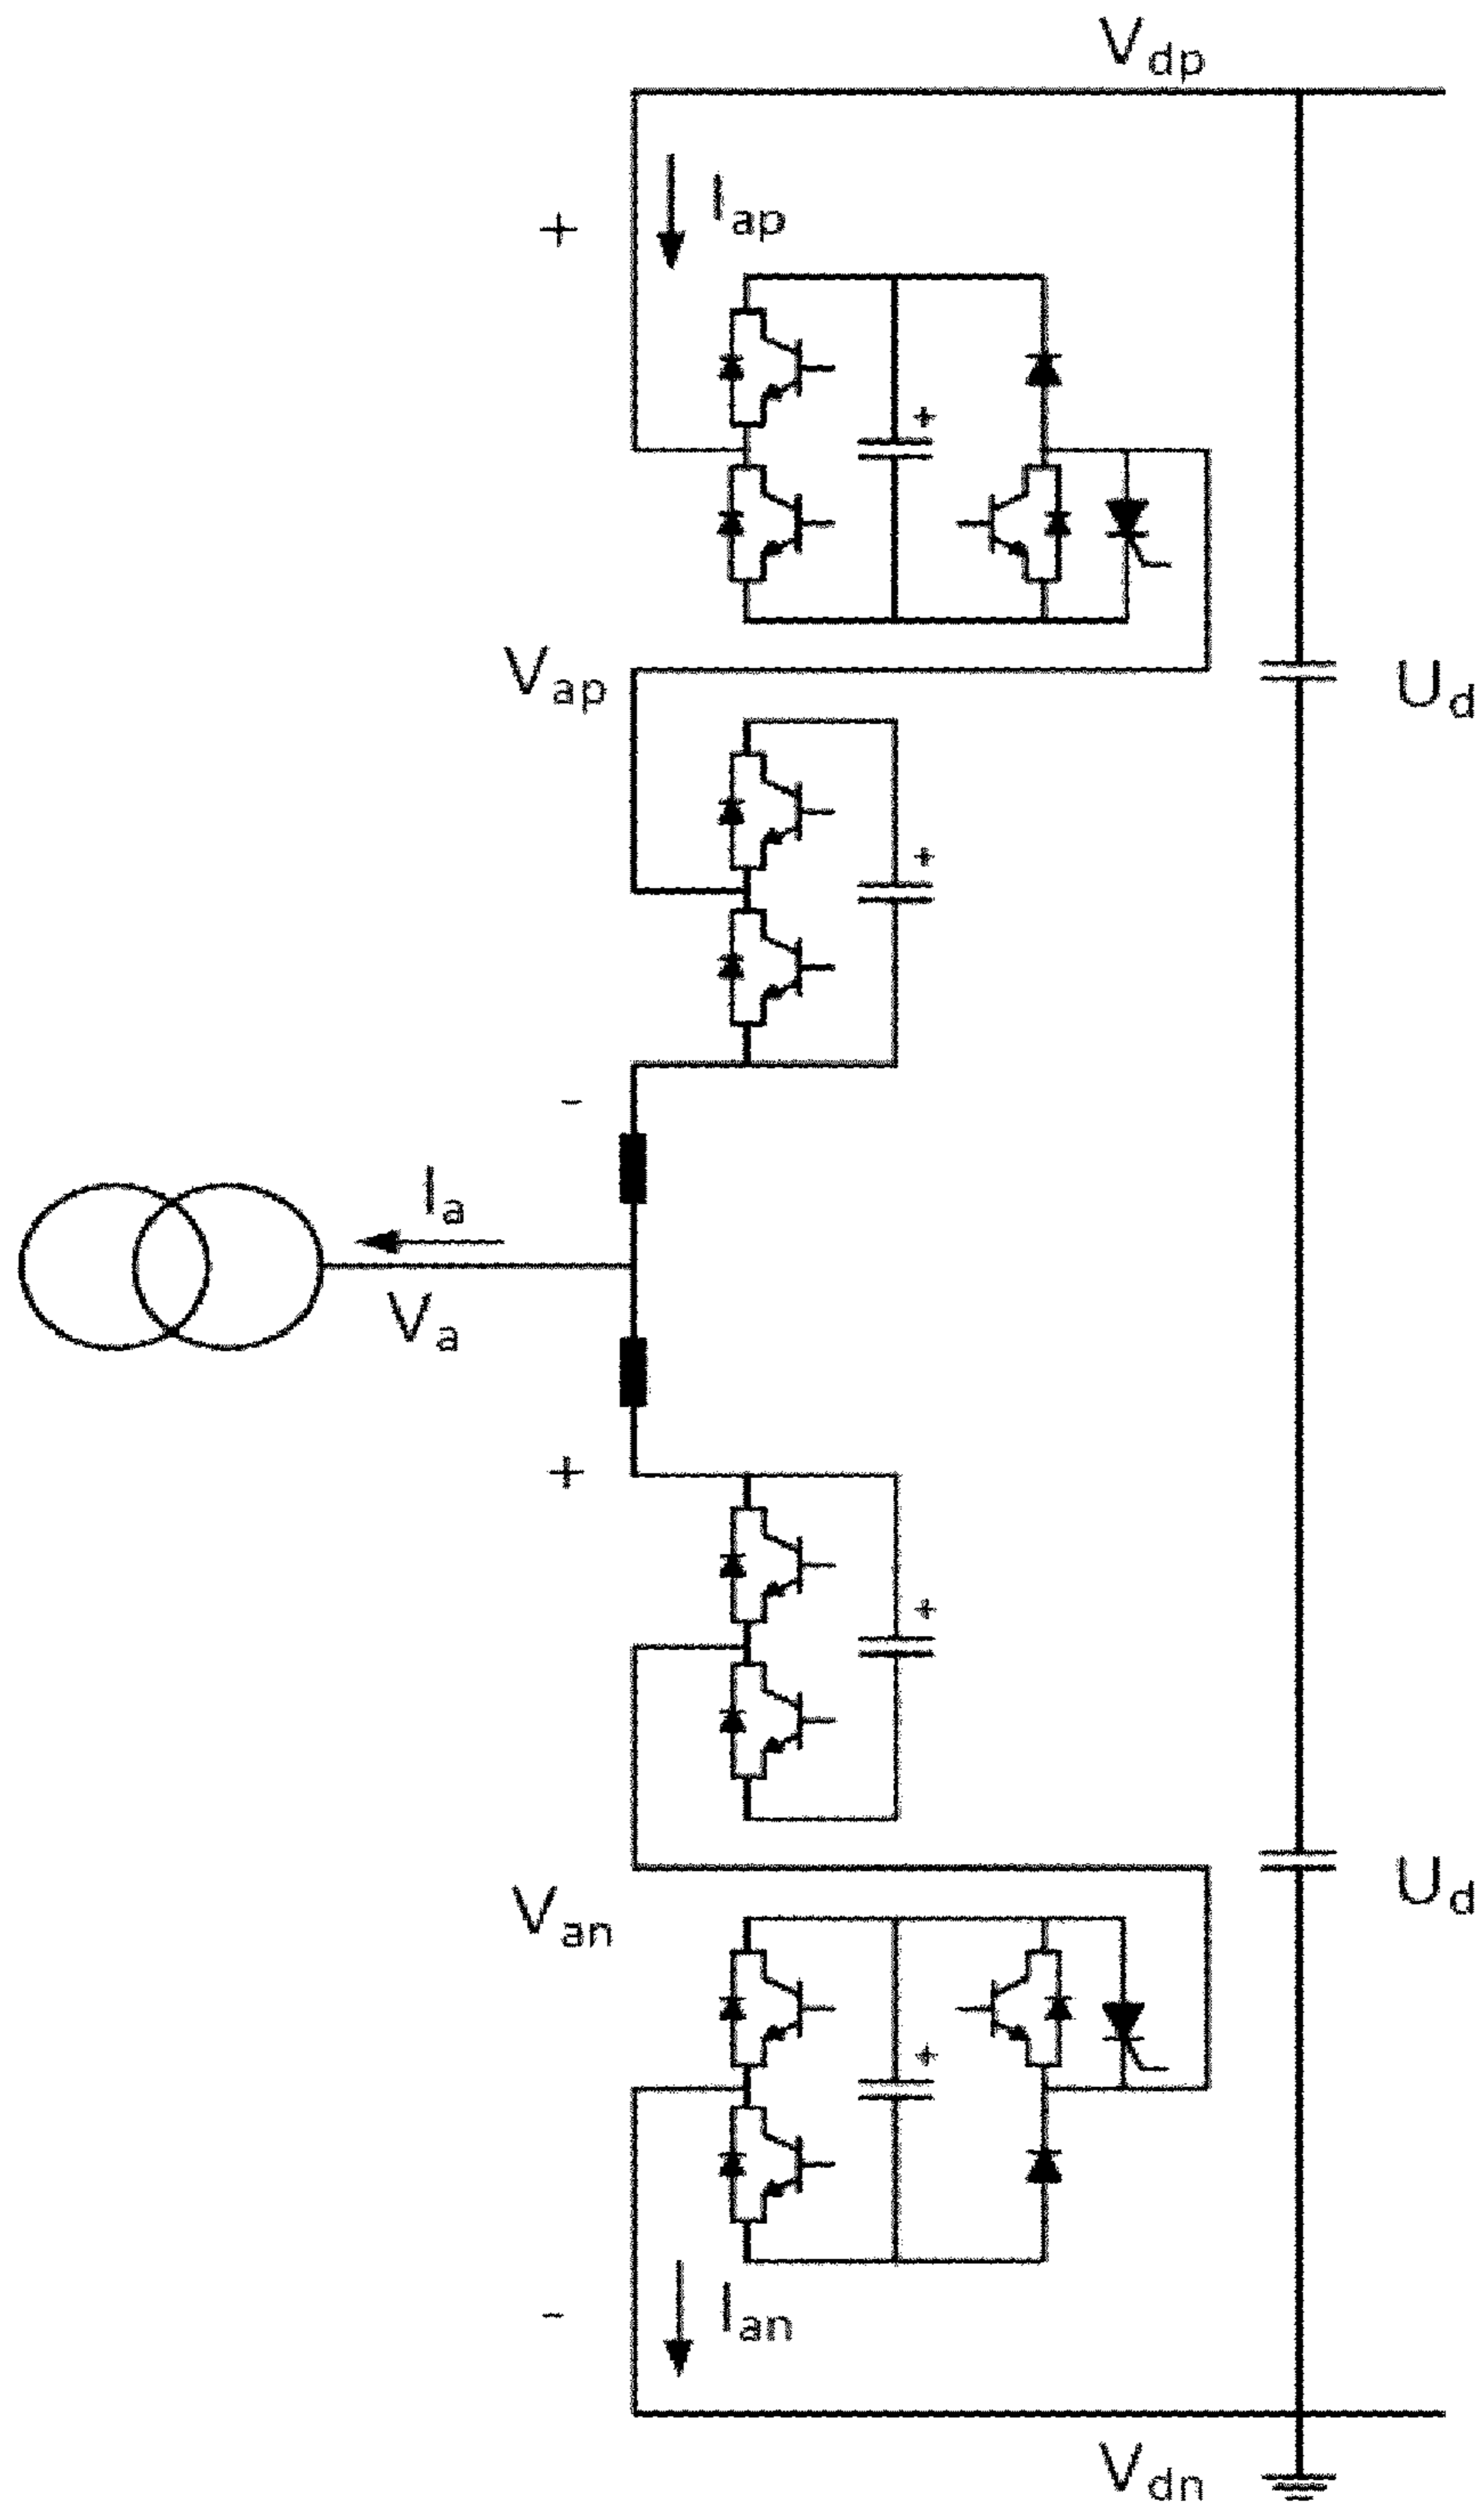 Vdp
+
Iap
+
Vap
Ud
+
-
Ia
Va
+
+
Ud
Van
+
-
Ian
Vdn